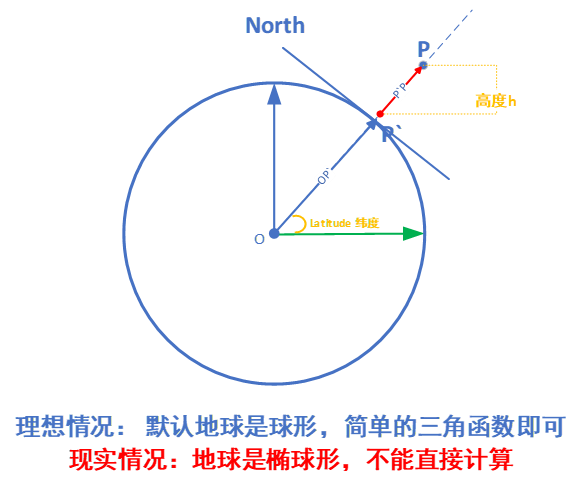 North
P
P`P
高度h
P`
OP`
latitude 纬度
O
理想情况： 默认地球是球形，简单的三角函数即可
现实情况：地球是椭球形，不能直接计算